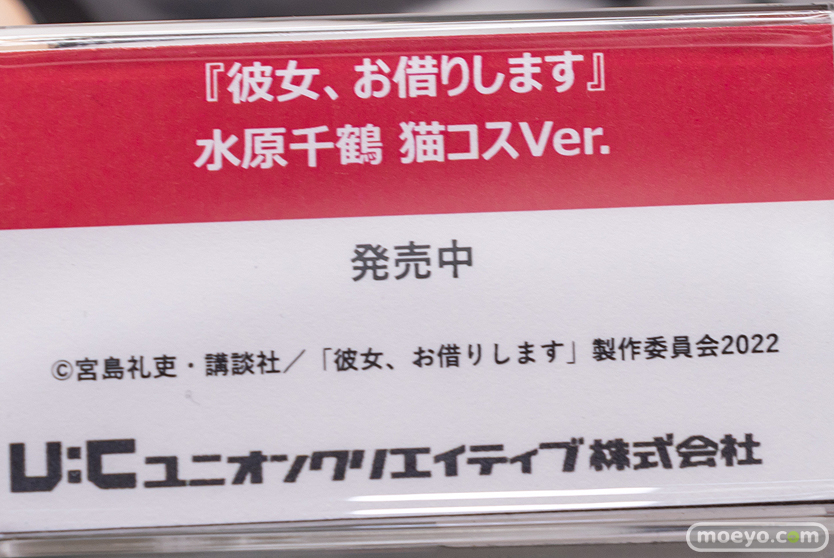 『彼女、お借りします』
水原千鶴 猫コスVer.
発売中
©宮島礼吏・講談社／「彼女、お借りします」製作委員会2022
U:Cユニオンクリエイティブ株式会社
moeyo.com